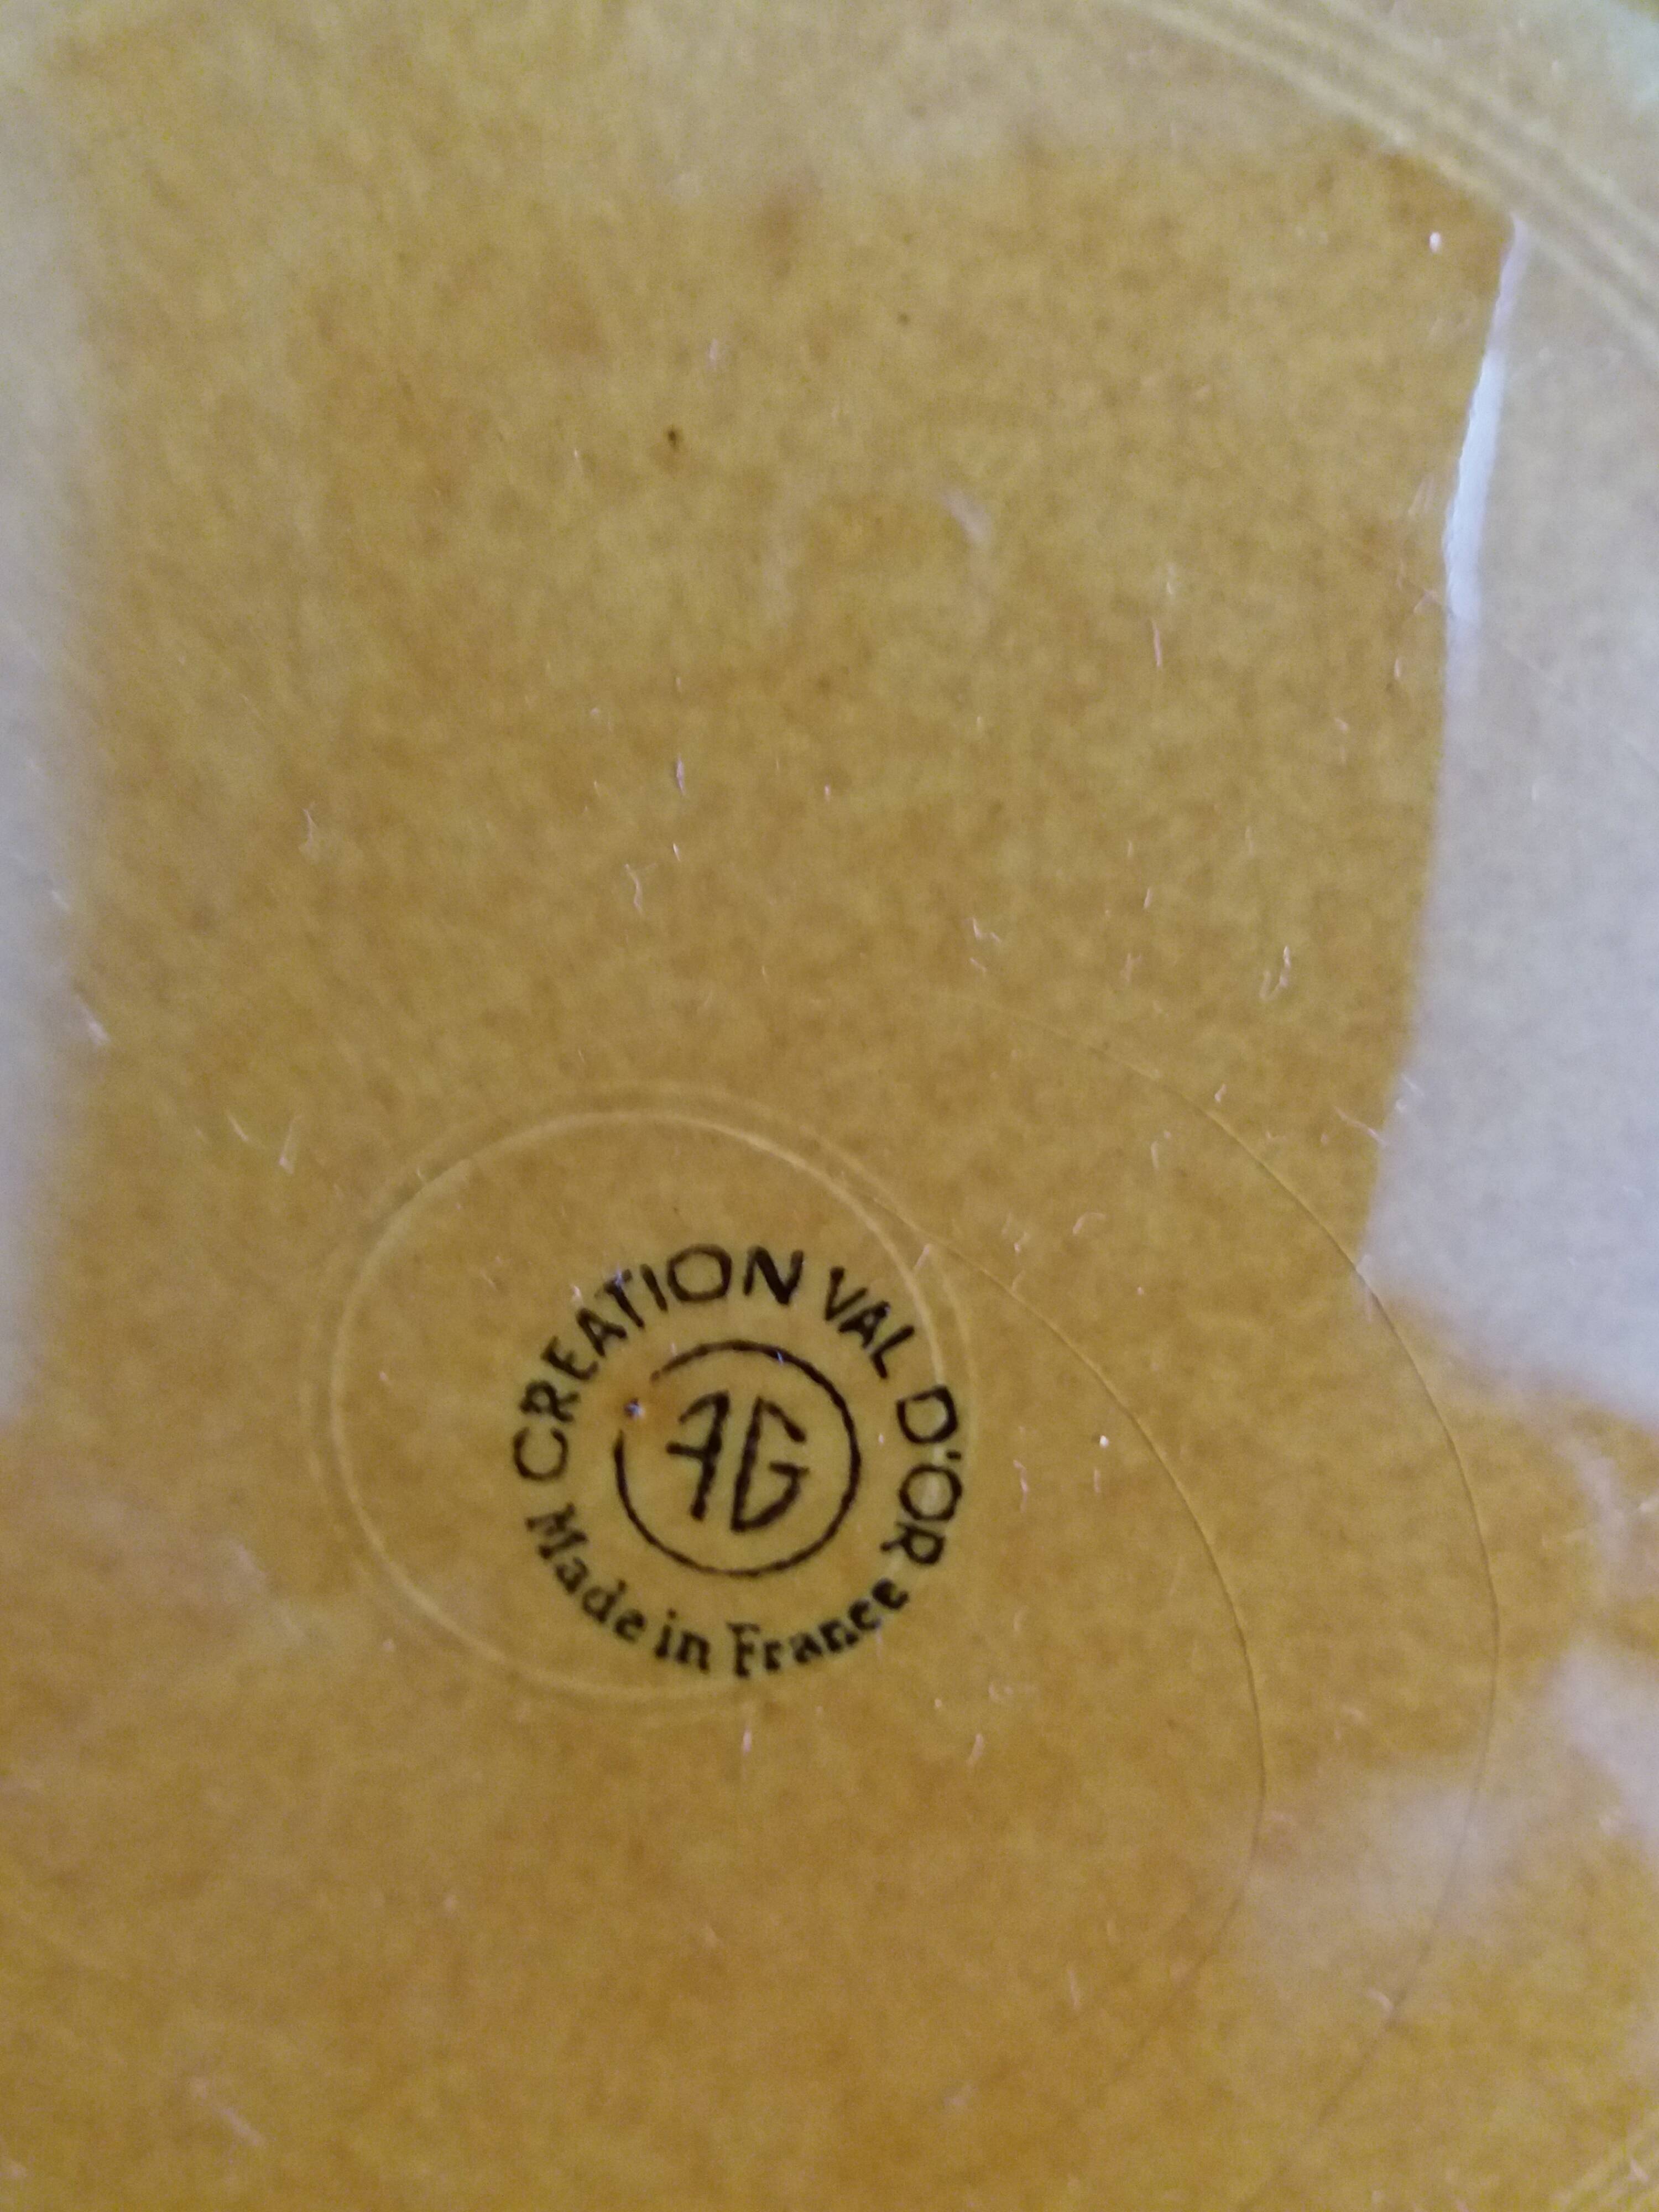 CREATION VAL D'OR
AG
Made in France